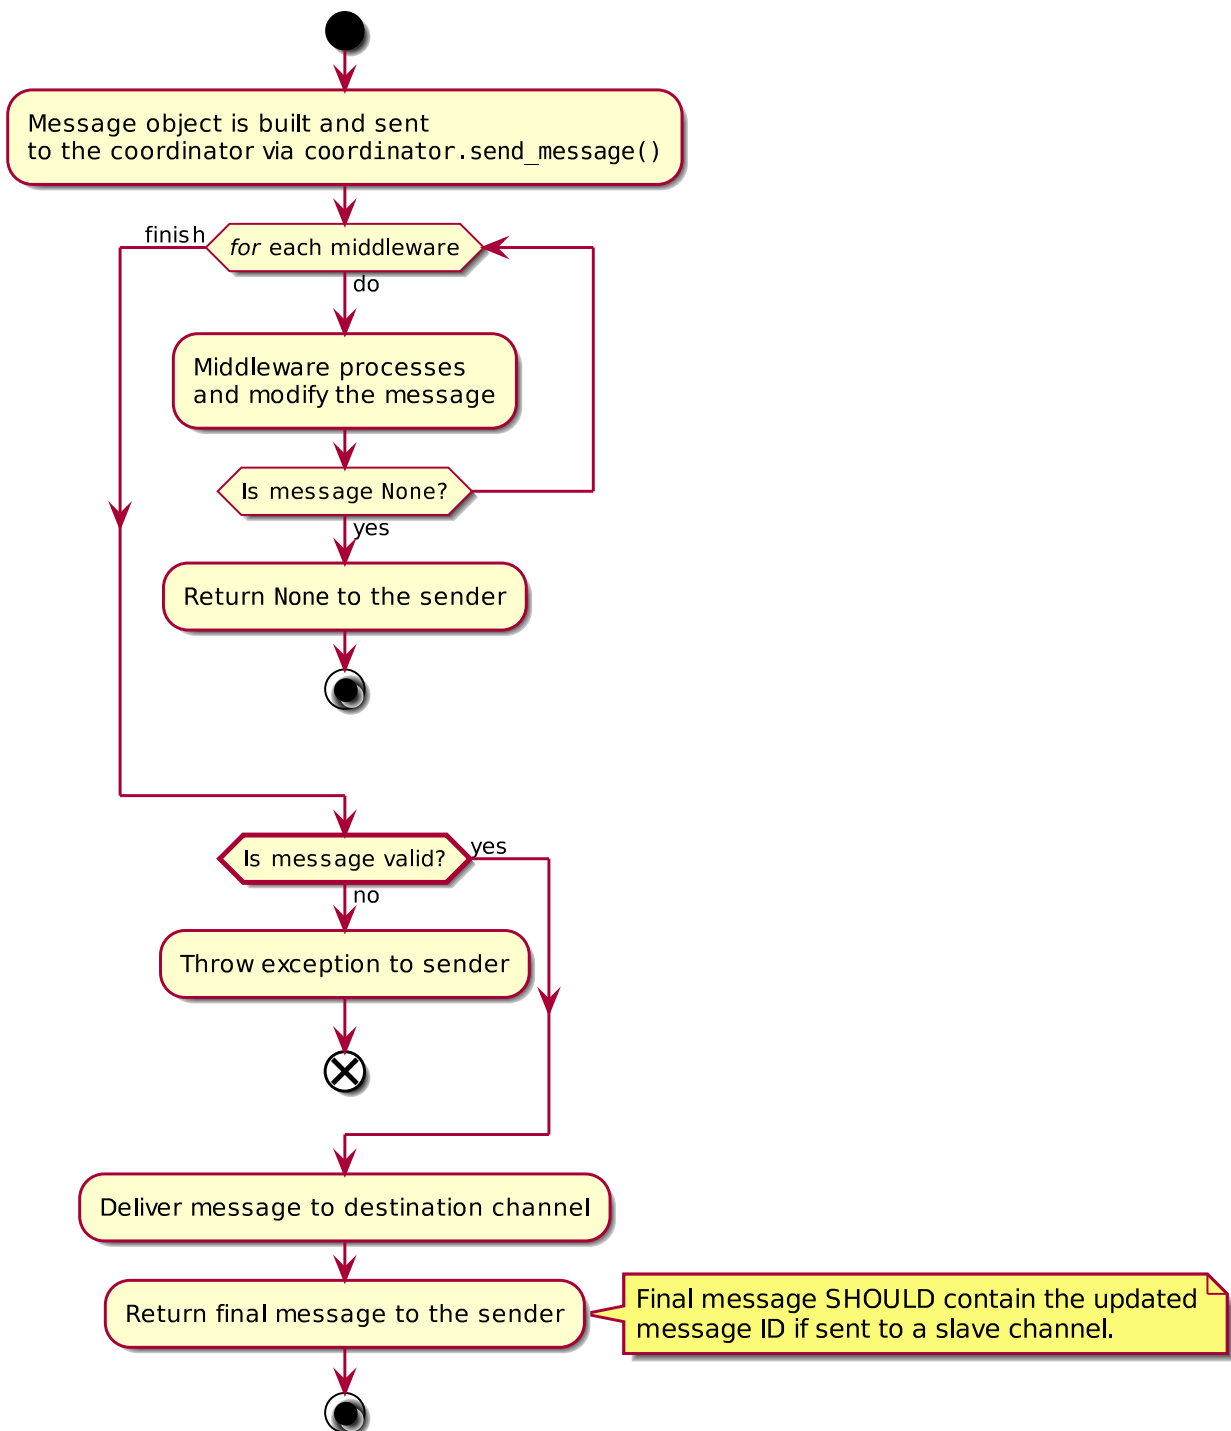 Message object is built and sent
to the coordinator via coordinator.send_message()
finish
for each middleware
do
Middleware processes
and modify the message
Is message None?
yes
Return None to the sender
Is message valid?
yes
no
Throw exception to sender
Deliver message to destination channel
Return final message to the sender
Final message SHOULD contain the updated
message ID if sent to a slave channel.